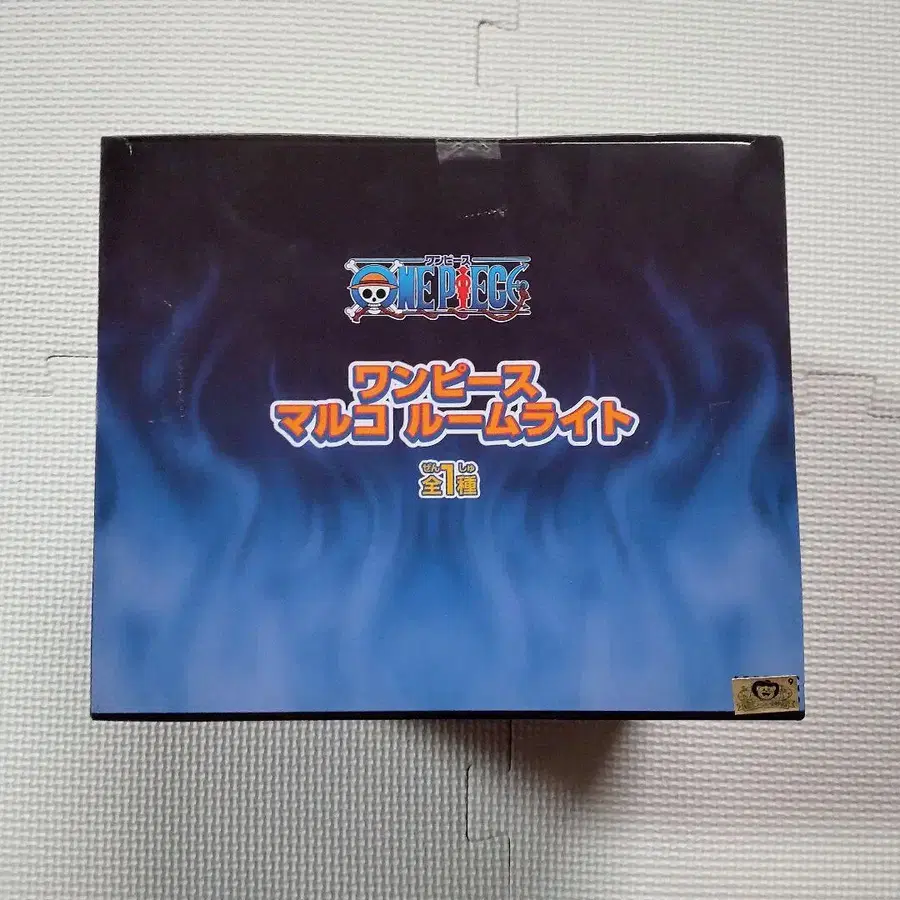 ワンピース
ONE PIECE
ワンピース
マルコ ルームライト
ぜん しゅ
全1種